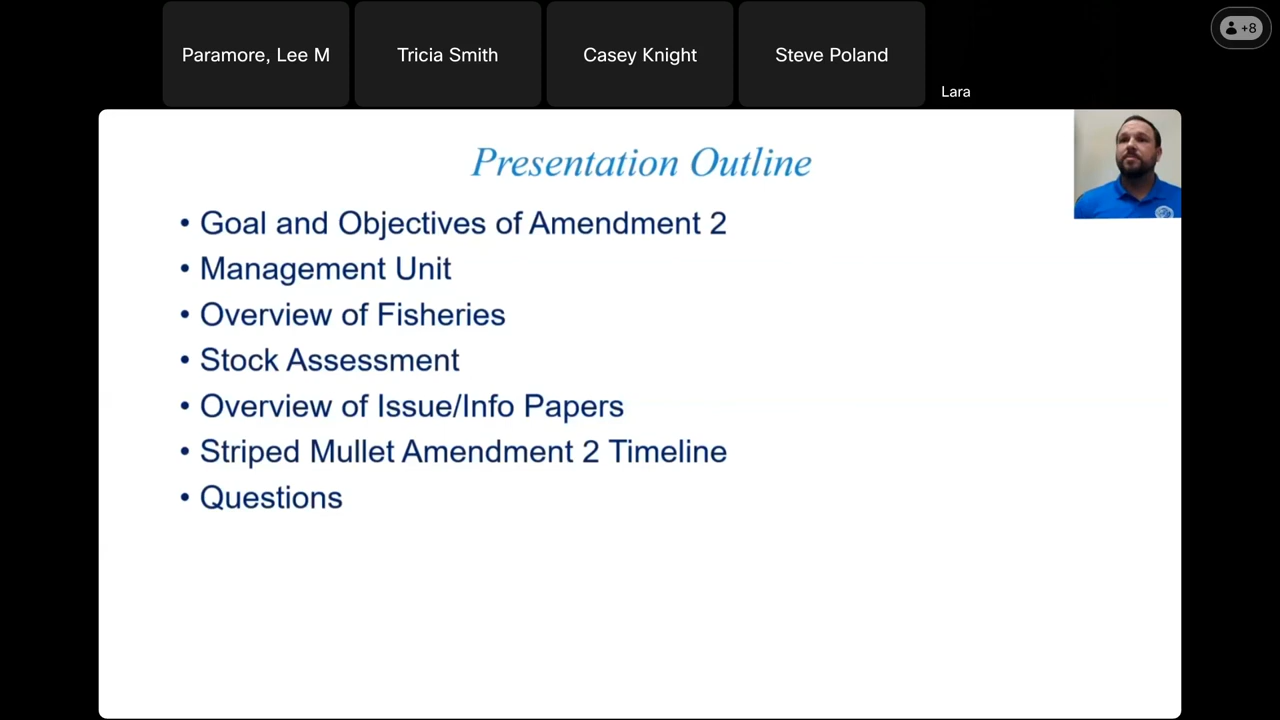 Paramore, Lee M
Tricia Smith
Casey Knight
Steve Poland
+8
Lara
Presentation Outline
• Goal and Objectives of Amendment 2
• Management Unit
• Overview of Fisheries
• Stock Assessment
• Overview of Issue/Info Papers
• Striped Mullet Amendment 2 Timeline
• Questions